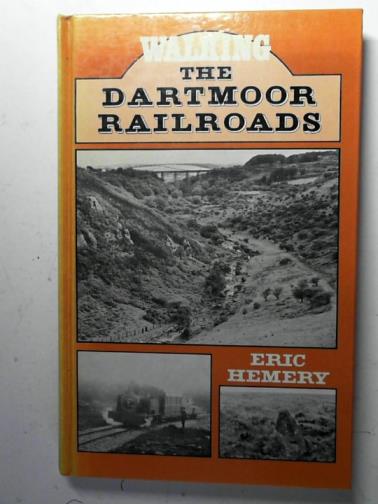 WALKING
THE
DARTMOOR
RAILROADS
ERIC
HEMERY